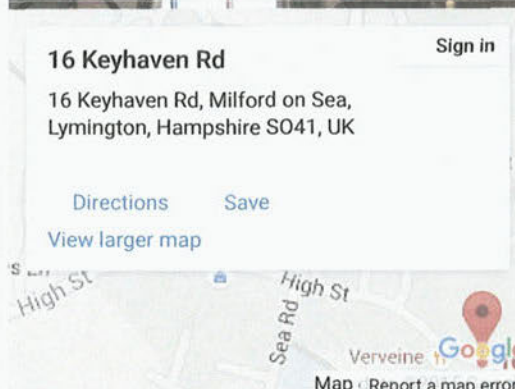 16 Keyhaven Rd
Sign in
16 Keyhaven Rd, Milford on Sea,
Lymington, Hampshire SO41, UK
Directions Save
View larger map
High St
High St
Sea Rd
Verveine
Google
Map Report a map error